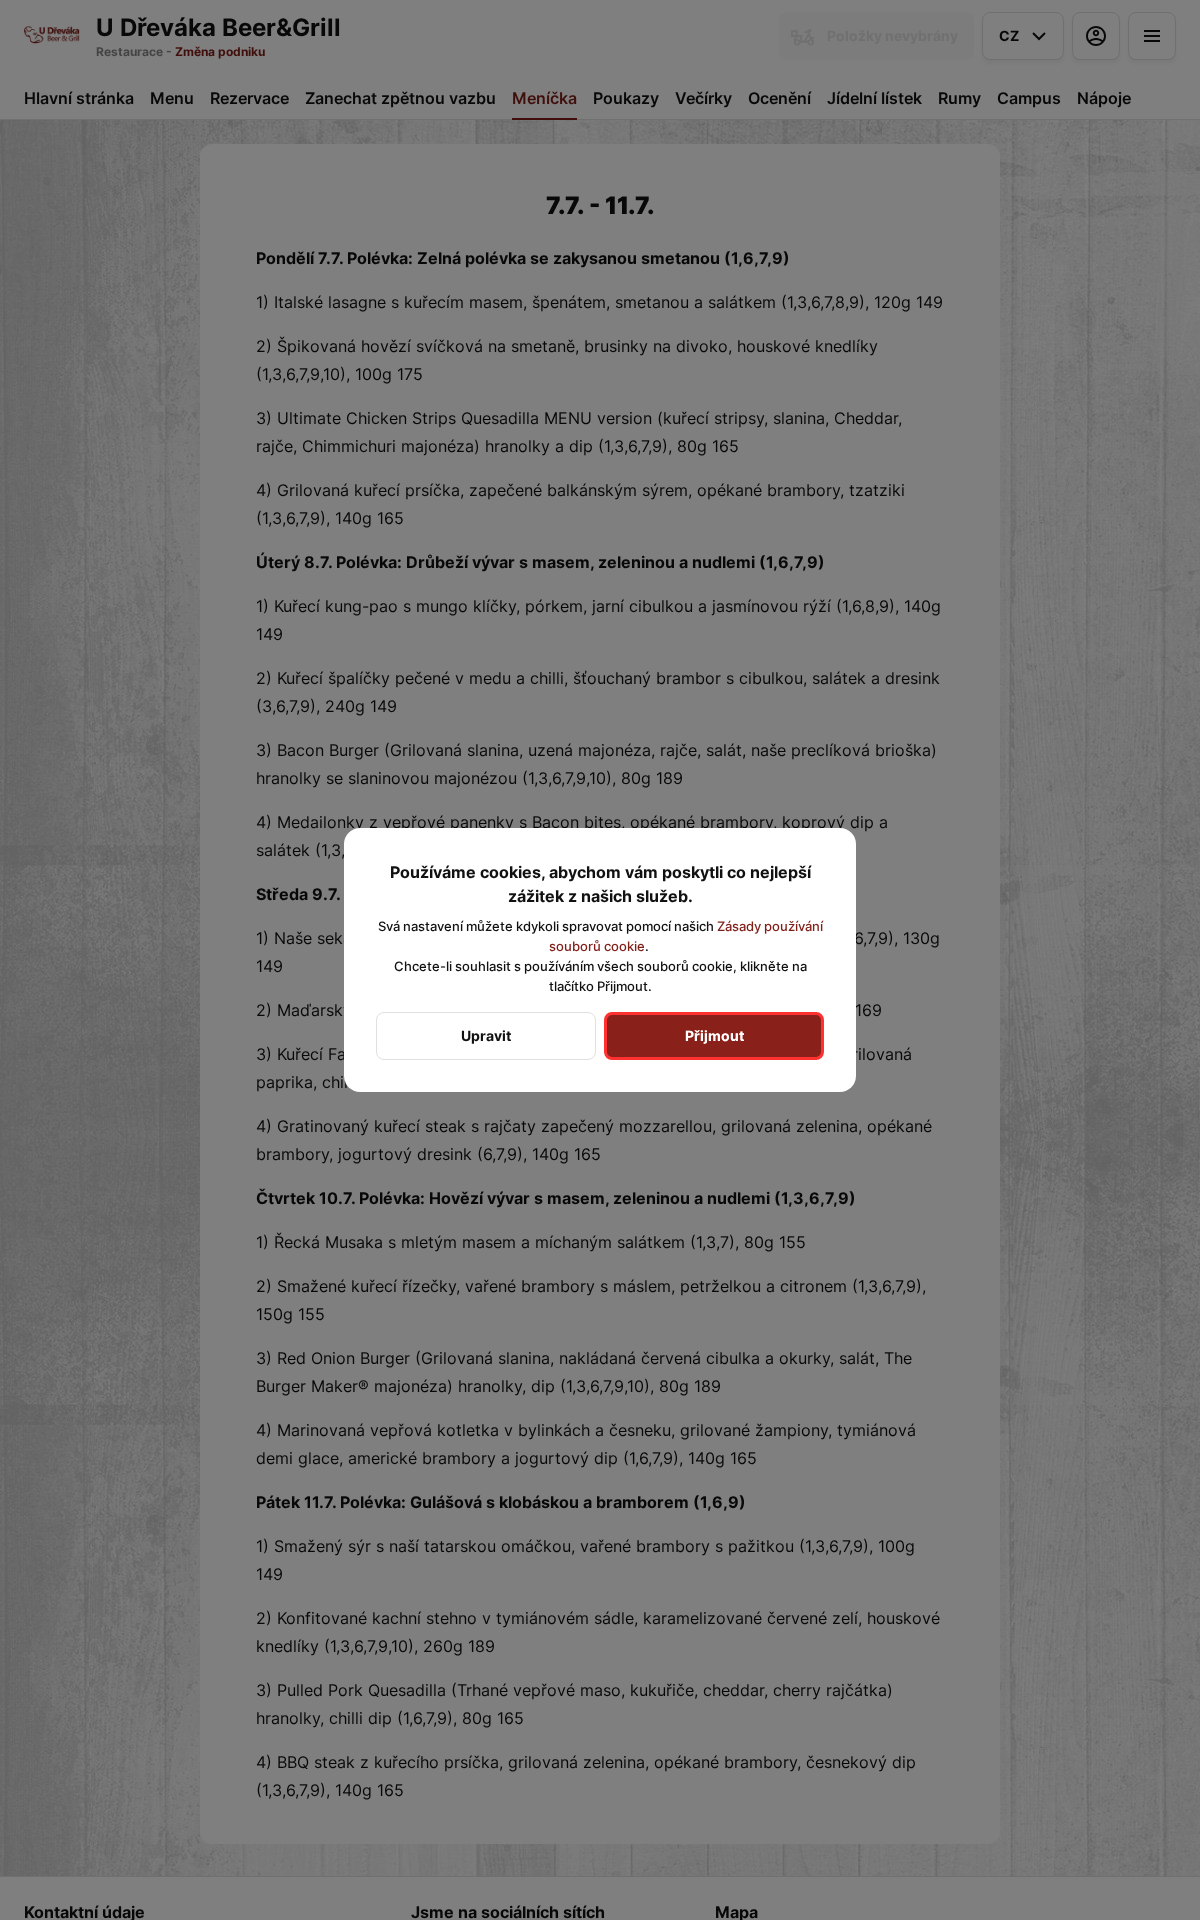 U Dřeváka
Beer & Grill
U Dřeváka Beer&Grill
Restaurace - Změna podniku
Položky nevybrány
CZ
Hlavní stránka Menu Rezervace Zanechat zpětnou vazbu Meníčka Poukazy Večírky Ocenění Jídelní lístek Rumy Campus Nápoje
7.7. - 11.7.
Pondělí 7.7. Polévka: Zelná polévka se zakysanou smetanou (1,6,7,9)
1) Italské lasagne s kuřecím masem, špenátem, smetanou a salátkem (1,3,6,7,8,9), 120g 149
2) Špikovaná hovězí svíčková na smetaně, brusinky na divoko, houskové knedlíky
(1,3,6,7,9,10), 100g 175
3) Ultimate Chicken Strips Quesadilla MENU version (kuřecí stripsy, slanina, Cheddar,
rajče, Chimmichuri majonéza) hranolky a dip (1,3,6,7,9), 80g 165
4) Grilovaná kuřecí prsíčka, zapečené balkánským sýrem, opékané brambory, tzatziki
(1,3,6,7,9), 140g 165
Úterý 8.7. Polévka: Drůbeží vývar s masem, zeleninou a nudlemi (1,6,7,9)
1) Kuřecí kung-pao s mungo klíčky, pórkem, jarní cibulkou a jasmínovou rýží (1,6,8,9), 140g
149
2) Kuřecí špalíčky pečené v medu a chilli, šťouchaný brambor s cibulkou, salátek a dresink
(3,6,7,9), 240g 149
3) Bacon Burger (Grilovaná slanina, uzená majonéza, rajče, salát, naše preclíková brioška)
hranolky se slaninovou majonézou (1,3,6,7,9,10), 80g 189
4) Medailonky z vepřové panenky s Bacon bites, opékané brambory, koprový dip a
salátek (1,3,
Středa 9.7.
1) Naše sek 6,7,9), 130g
149
2) Maďarsk 169
3) Kuřecí Fa rilovaná
paprika, chi
4) Gratinovaný kuřecí steak s rajčaty zapečený mozzarellou, grilovaná zelenina, opékané
brambory, jogurtový dresink (6,7,9), 140g 165
Čtvrtek 10.7. Polévka: Hovězí vývar s masem, zeleninou a nudlemi (1,3,6,7,9)
1) Řecká Musaka s mletým masem a míchaným salátkem (1,3,7), 80g 155
2) Smažené kuřecí řízečky, vařené brambory s máslem, petrželkou a citronem (1,3,6,7,9),
150g 155
3) Red Onion Burger (Grilovaná slanina, nakládaná červená cibulka a okurky, salát, The
Burger Maker® majonéza) hranolky, dip (1,3,6,7,9,10), 80g 189
4) Marinovaná vepřová kotletka v bylinkách a česneku, grilované žampiony, tymiánová
demi glace, americké brambory a jogurtový dip (1,6,7,9), 140g 165
Pátek 11.7. Polévka: Gulášová s klobáskou a bramborem (1,6,9)
1) Smažený sýr s naší tatarskou omáčkou, vařené brambory s pažitkou (1,3,6,7,9), 100g
149
2) Konfitované kachní stehno v tymiánovém sádle, karamelizované červené zelí, houskové
knedlíky (1,3,6,7,9,10), 260g 189
3) Pulled Pork Quesadilla (Trhané vepřové maso, kukuřiče, cheddar, cherry rajčátka)
hranolky, chilli dip (1,6,7,9), 80g 165
4) BBQ steak z kuřecího prsíčka, grilovaná zelenina, opékané brambory, česnekový dip
(1,3,6,7,9), 140g 165
Používáme cookies, abychom vám poskytli co nejlepší
zážitek z našich služeb.
Svá nastavení můžete kdykoli spravovat pomocí našich Zásady používání
souborů cookie.
Chcete-li souhlasit s používáním všech souborů cookie, klikněte na
tlačítko Přijmout.
Upravit
Přijmout
Kontaktní údaje
Jsme na sociálních sítích
Mapa